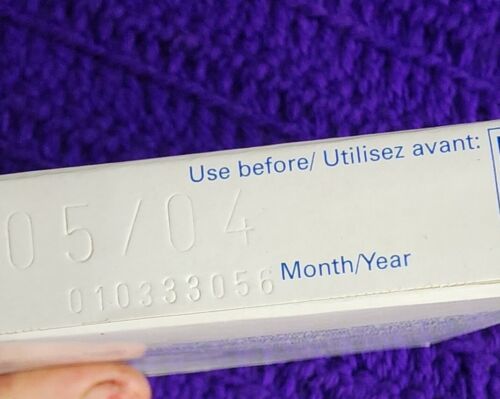 Use before/ Utilisez avant:
05/04
Month/Year
010333056